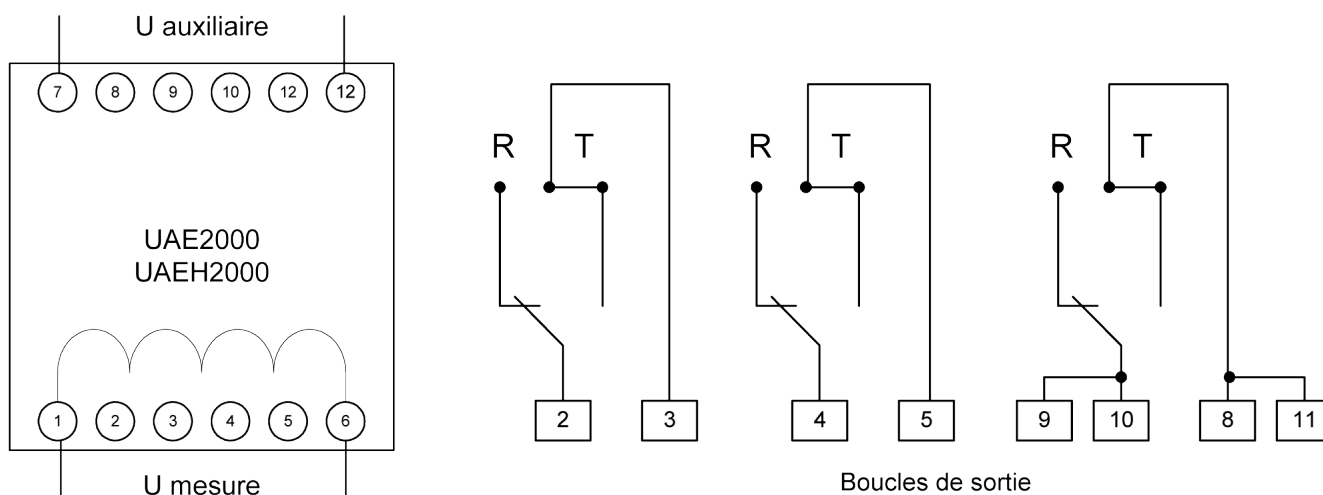 U auxiliaire
7 8 9 10 12 12
UAE2000
UAEH2000
1 2 3 4 5 6
U mesure
R T R T R T
2 3 4 5 9 10 8 11
Boucles de sortie